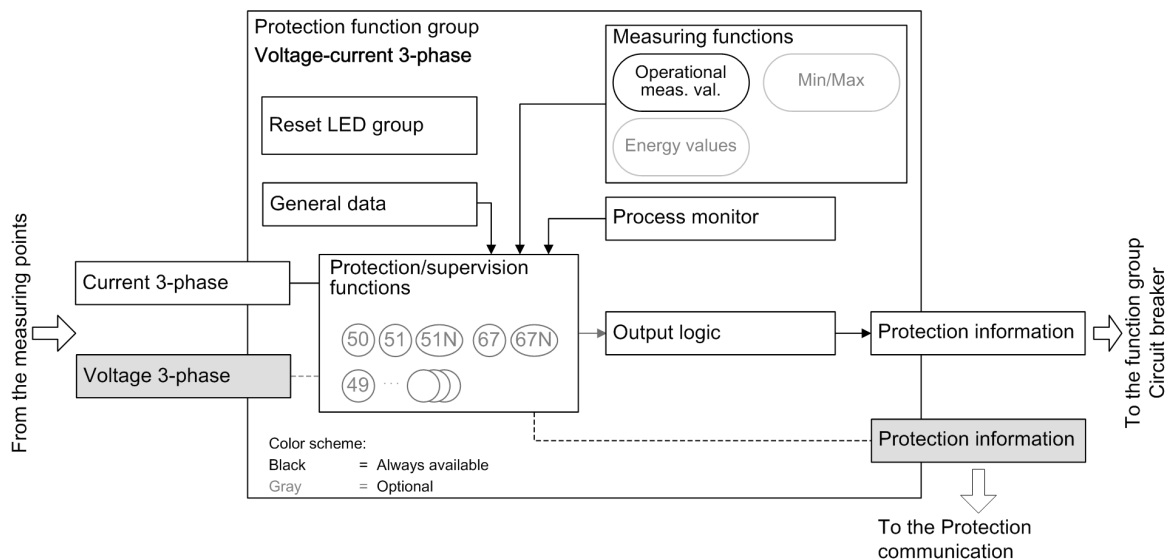 Protection function group
Voltage-current 3-phase
Measuring functions
Operational
meas. val.
Min/Max
Energy values
Reset LED group
General data
Process monitor
From the measuring points
Current 3-phase
Voltage 3-phase
Protection/supervision
functions
50 51 51N 67 67N
49 ...
Output logic
Protection information
To the function group
Circuit breaker
Protection information
To the Protection
communication
Color scheme:
Black = Always available
Gray = Optional